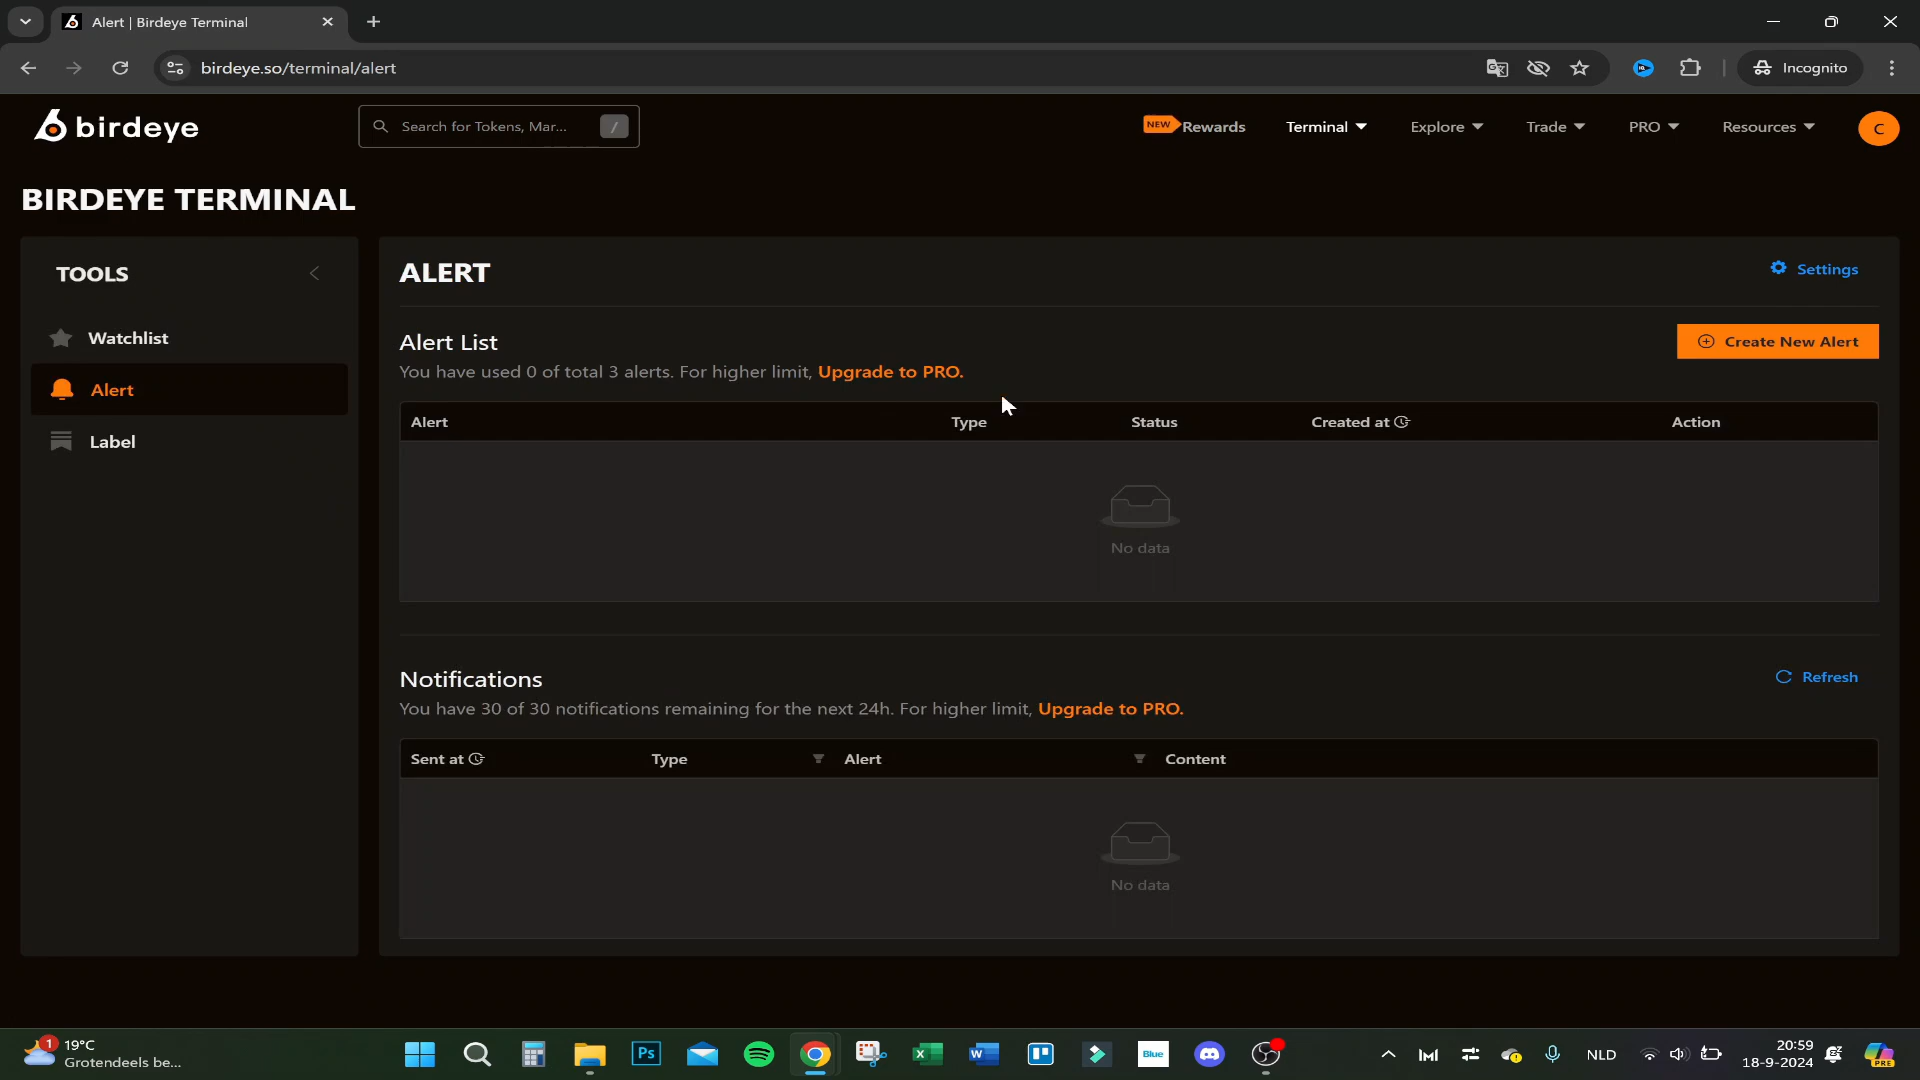 Alert | Birdeye Terminal
birdeye.so/terminal/alert
Incognito
birdeye
Search for Tokens, Mar...
/
NEW
Rewards
Terminal
Explore
Trade
PRO
Resources
C
BIRDEYE TERMINAL
TOOLS
Watchlist
Alert
Label
ALERT
Settings
Alert List
Create New Alert
You have used 0 of total 3 alerts. For higher limit, Upgrade to PRO.
Alert
Type
Status
Created at
Action
No data
Notifications
Refresh
You have 30 of 30 notifications remaining for the next 24h. For higher limit, Upgrade to PRO.
Sent at
Type
Alert
Content
No data
1
19°C
Grotendeels be...
Ps
Blue
NLD
20:59
18-9-2024
PRE